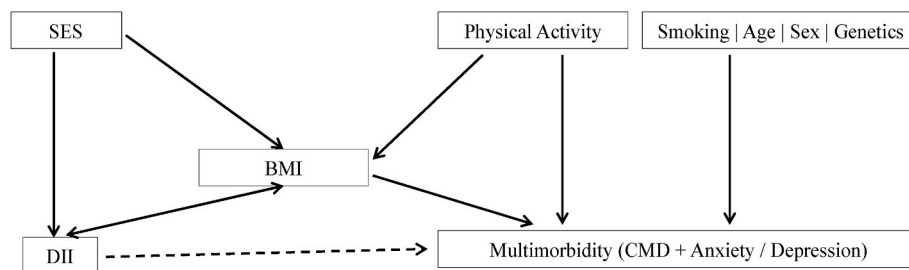 SES
Physical Activity
Smoking | Age | Sex | Genetics
BMI
DII
Multimorbidity (CMD + Anxiety / Depression)